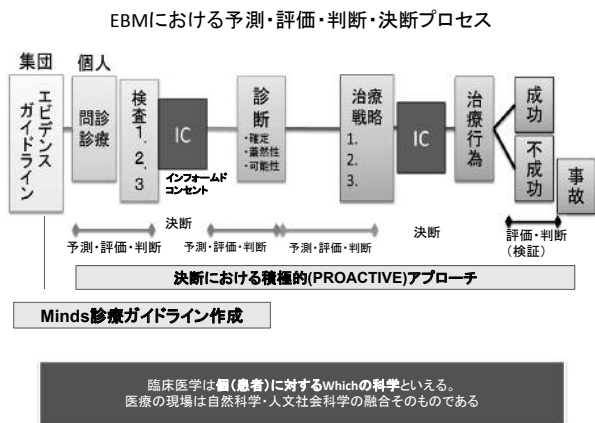 EBMにおける予測・評価・判断・決断プロセス
集団
個人
エビデンス
ガイドライン
問診
診療
検査
1.
2.
3
IC
インフォームド
コンセント
診断
・確定
・蓋然性
・可能性
治療
戦略
1.
2.
3.
IC
治療行為
成功
不成功
事故
決断
決断
予測・評価・判断
予測・評価・判断
予測・評価・判断
評価・判断
(検証)
決断における積極的(PROACTIVE)アプローチ
Minds診療ガイドライン作成
臨床医学は個(患者)に対するWhichの科学といえる。
医療の現場は自然科学・人文社会科学の融合そのものである